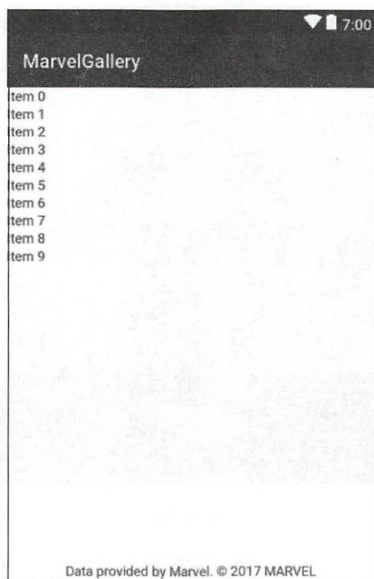 7:00
MarvelGallery
Item 0
Item 1
Item 2
Item 3
Item 4
Item 5
Item 6
Item 7
Item 8
Item 9
Data provided by Marvel. © 2017 MARVEL